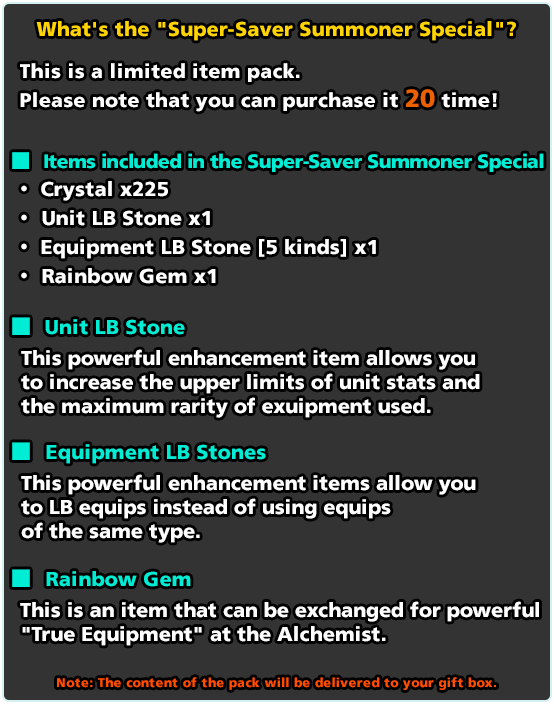 What's the "Super-Saver Summoner Special"?
This is a limited item pack.
Please note that you can purchase it 20 time!
■ Items included in the Super-Saver Summoner Special
• Crystal x225
• Unit LB Stone x1
• Equipment LB Stone [5 kinds] x1
• Rainbow Gem x1
■ Unit LB Stone
This powerful enhancement item allows you
to increase the upper limits of unit stats and
the maximum rarity of exuipment used.
■ Equipment LB Stones
This powerful enhancement items allow you
to LB equips instead of using equips
of the same type.
■ Rainbow Gem
This is an item that can be exchanged for powerful
"True Equipment" at the Alchemist.
Note: The content of the pack will be delivered to your gift box.